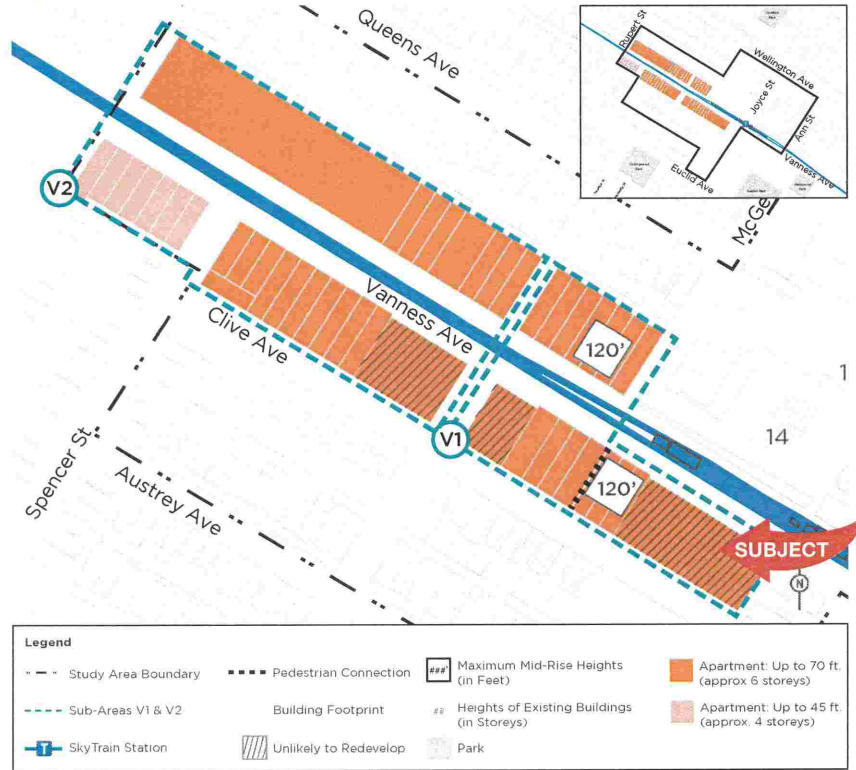 Queens Ave
McGe
V2
Vanness Ave
120'
Clive Ave
1
V1
14
120'
Spencer St
Austrey Ave
SUBJECT
N
Rupert St
Wellington Ave
Joyce St
Ann St
Vanness Ave
Euclid Ave
Legend
Study Area Boundary
Pedestrian Connection
###'
Maximum Mid-Rise Heights
(in Feet)
Apartment: Up to 70 ft.
(approx 6 storeys)
Sub-Areas V1 & V2
Building Footprint
##
Heights of Existing Buildings
(in Storeys)
Apartment: Up to 45 ft.
(approx. 4 storeys)
T
SkyTrain Station
Unlikely to Redevelop
Park